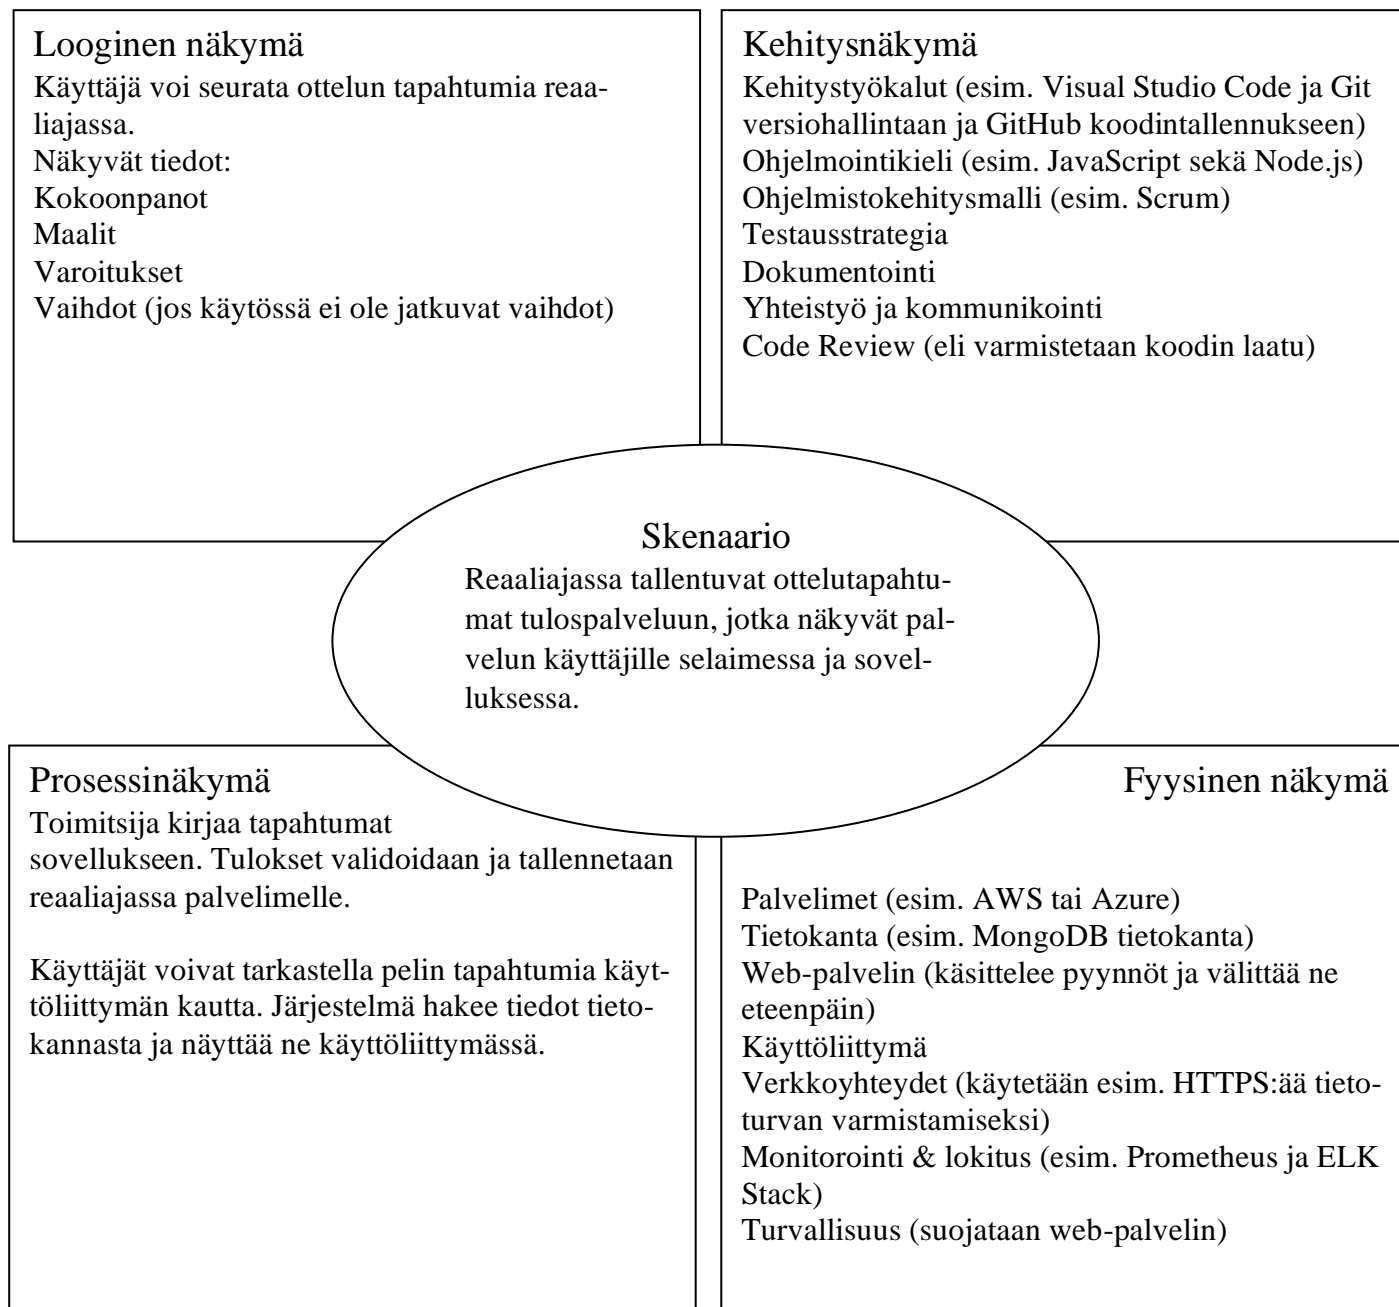 Looginen näkymä
Käyttäjä voi seurata ottelun tapahtumia reaa-
liajassa.
Näkyvät tiedot:
Kokoonpanot
Maalit
Varoitukset
Vaihdot (jos käytössä ei ole jatkuvat vaihdot)
Kehitysnäkymä
Kehitystyökalut (esim. Visual Studio Code ja Git
versiohallintaan ja GitHub koodintallennukseen)
Ohjelmointikieli (esim. JavaScript sekä Node.js)
Ohjelmistokehitysmalli (esim. Scrum)
Testausstrategia
Dokumentointi
Yhteistyö ja kommunikointi
Code Review (eli varmistetaan koodin laatu)
Skenaario
Reaaliajassa tallentuvat ottelutapahtu-
mat tulospalveluun, jotka näkyvät pal-
velun käyttäjille selaimessa ja sovel-
luksessa.
Prosessinäkymä
Toimitsija kirjaa tapahtumat
sovellukseen. Tulokset validoidaan ja tallennetaan
reaaliajassa palvelimelle.
Käyttäjät voivat tarkastella pelin tapahtumia käyt-
töliittymän kautta. Järjestelmä hakee tiedot tieto-
kannasta ja näyttää ne käyttöliittymässä.
Fyysinen näkymä
Palvelimet (esim. AWS tai Azure)
Tietokanta (esim. MongoDB tietokanta)
Web-palvelin (käsittelee pyynnöt ja välittää ne
eteenpäin)
Käyttöliittymä
Verkkoyhteydet (käytetään esim. HTTPS:ää tieto-
turvan varmistamiseksi)
Monitorointi & lokitus (esim. Prometheus ja ELK
Stack)
Turvallisuus (suojataan web-palvelin)